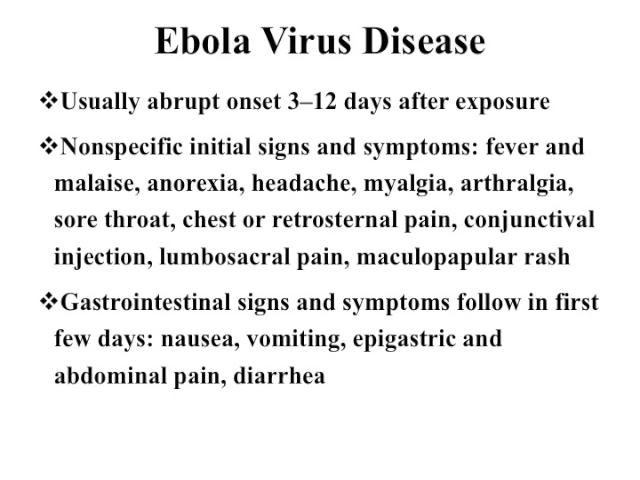 Ebola Virus Disease
❖Usually abrupt onset 3–12 days after exposure
❖Nonspecific initial signs and symptoms: fever and
malaise, anorexia, headache, myalgia, arthralgia,
sore throat, chest or retrosternal pain, conjunctival
injection, lumbosacral pain, maculopapular rash
❖Gastrointestinal signs and symptoms follow in first
few days: nausea, vomiting, epigastric and
abdominal pain, diarrhea